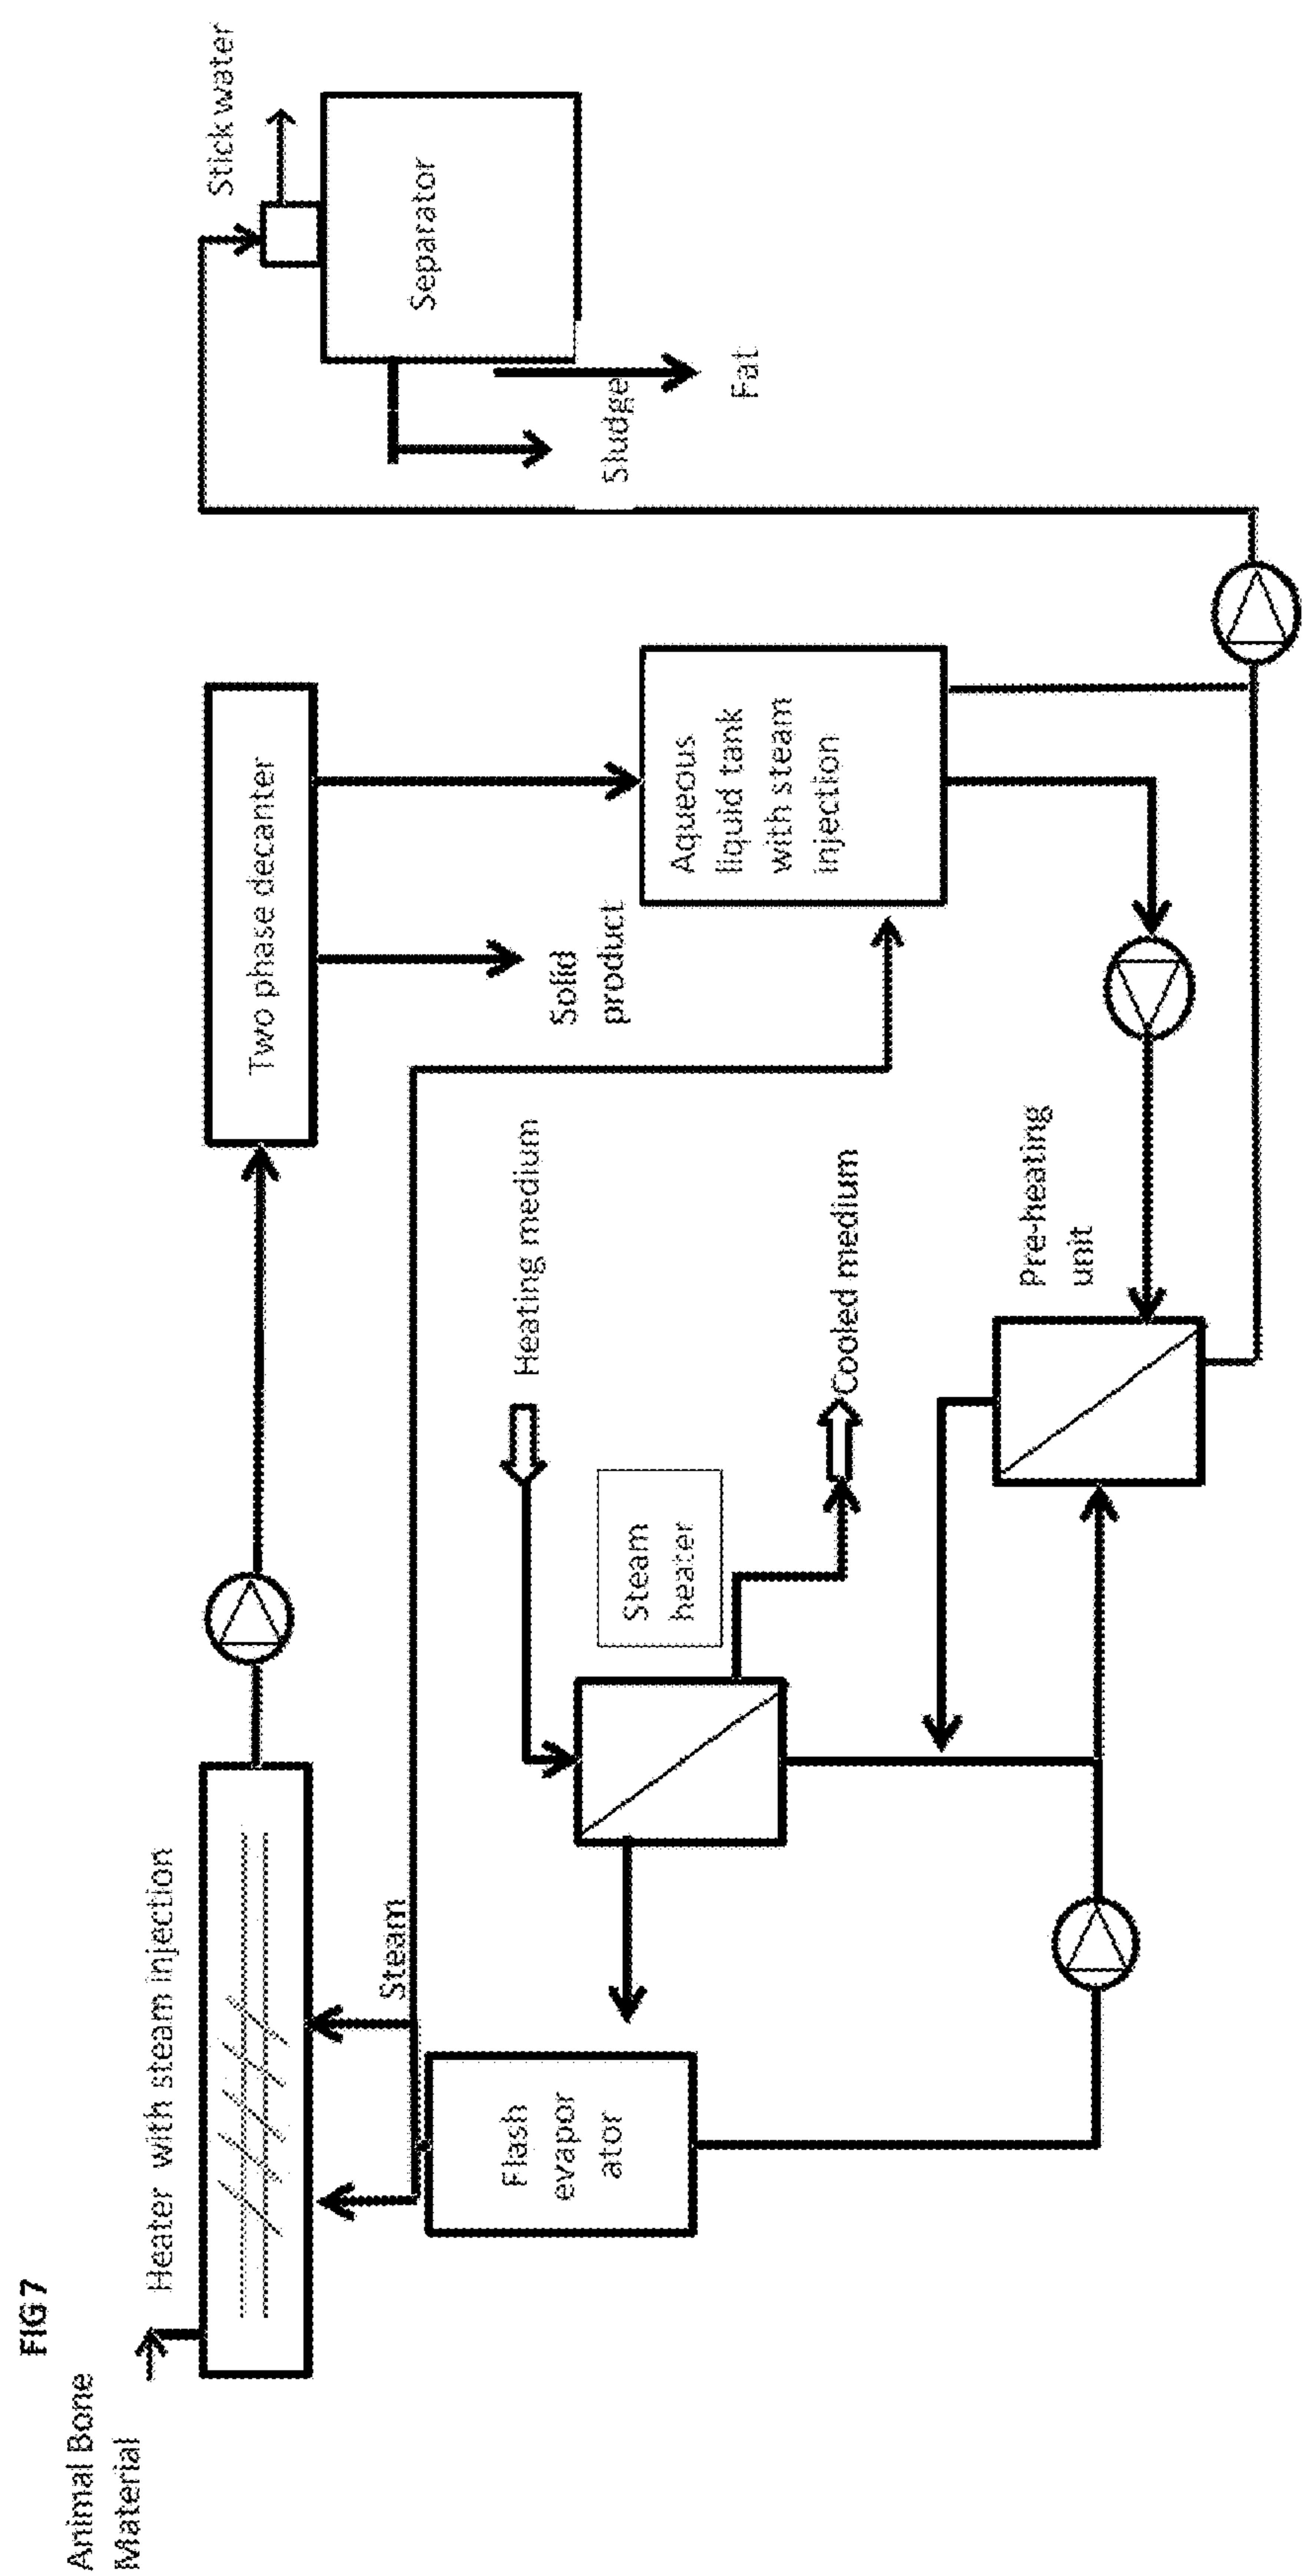 FIG 7
Animal Bone
Material
Heater with steam injection
Two phase decanter
Stick water
Separator
Steam
Solid
product
Sludge
Fat
Flash
evapor
ator
Heating medium
Steam
heater
Aqueous
liquid tank
with steam
injection
Cooled medium
Pre-heating
unit